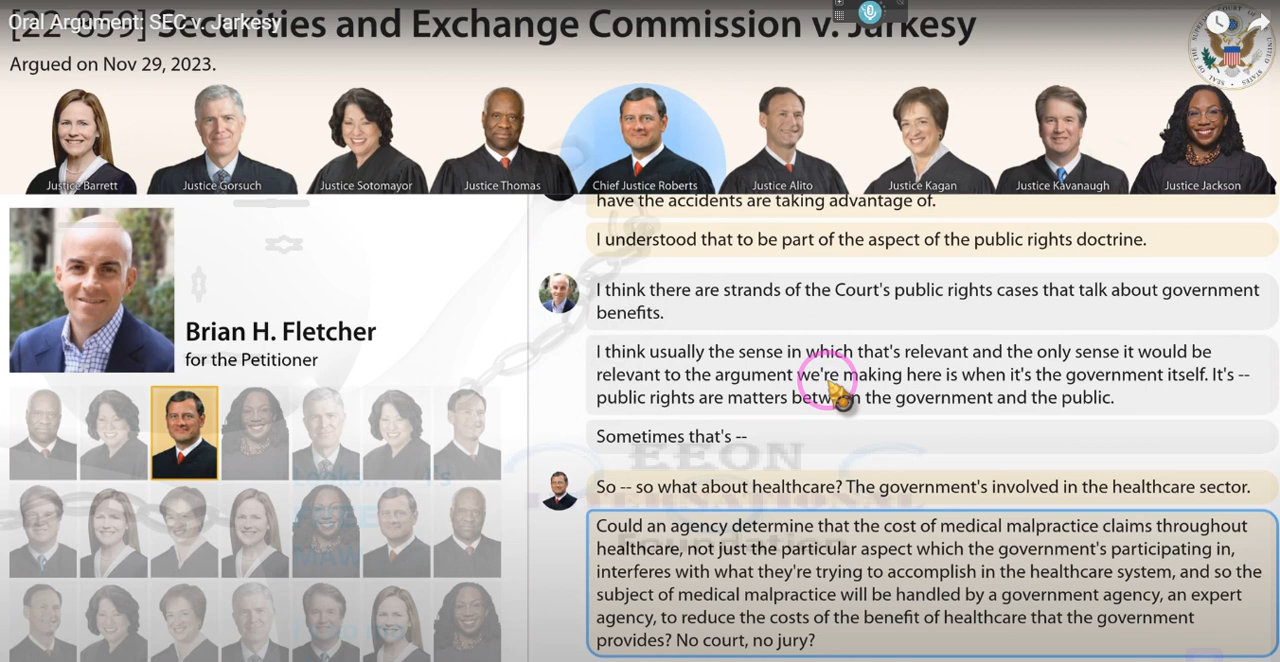 [22-859] Securities and Exchange Commission v. Jarkesy
Oral Argument: SEC v. Jarkesy
Argued on Nov 29, 2023.
Justice Barrett
Justice Gorsuch
Justice Sotomayor
Justice Thomas
Chief Justice Roberts
Justice Alito
Justice Kagan
Justice Kavanaugh
Justice Jackson
Brian H. Fletcher
for the Petitioner
have the accidents are taking advantage of.
I understood that to be part of the aspect of the public rights doctrine.
I think there are strands of the Court's public rights cases that talk about government
benefits.
I think usually the sense in which that's relevant and the only sense it would be
relevant to the argument we're making here is when it's the government itself. It's --
public rights are matters between the government and the public.
Sometimes that's --
EEON
So -- so what about healthcare? The government's involved in the healthcare sector.
Could an agency determine that the cost of medical malpractice claims throughout
Foundation
healthcare, not just the particular aspect which the government's participating in,
interferes with what they're trying to accomplish in the healthcare system, and so the
subject of medical malpractice will be handled by a government agency, an expert
agency, to reduce the costs of the benefit of healthcare that the government
provides? No court, no jury?